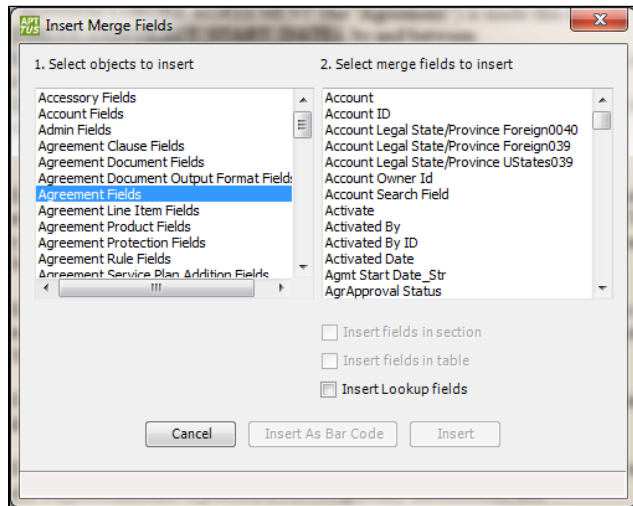 APT
TUS
Insert Merge Fields
1. Select objects to insert
2. Select merge fields to insert
Accessory Fields
Account Fields
Admin Fields
Agreement Clause Fields
Agreement Document Fields
Agreement Document Output Format Fields
Agreement Fields
Agreement Line Item Fields
Agreement Product Fields
Agreement Protection Fields
Agreement Rule Fields
Agreement Service Plan Addition Fields
Account
Account ID
Account Legal State/Province Foreign0040
Account Legal State/Province Foreign039
Account Legal State/Province UStates039
Account Owner Id
Account Search Field
Activate
Activated By
Activated By ID
Activated Date
Agmt Start Date_Str
AgrApproval Status
Insert fields in section
Insert fields in table
Insert Lookup fields
Cancel
Insert As Bar Code
Insert